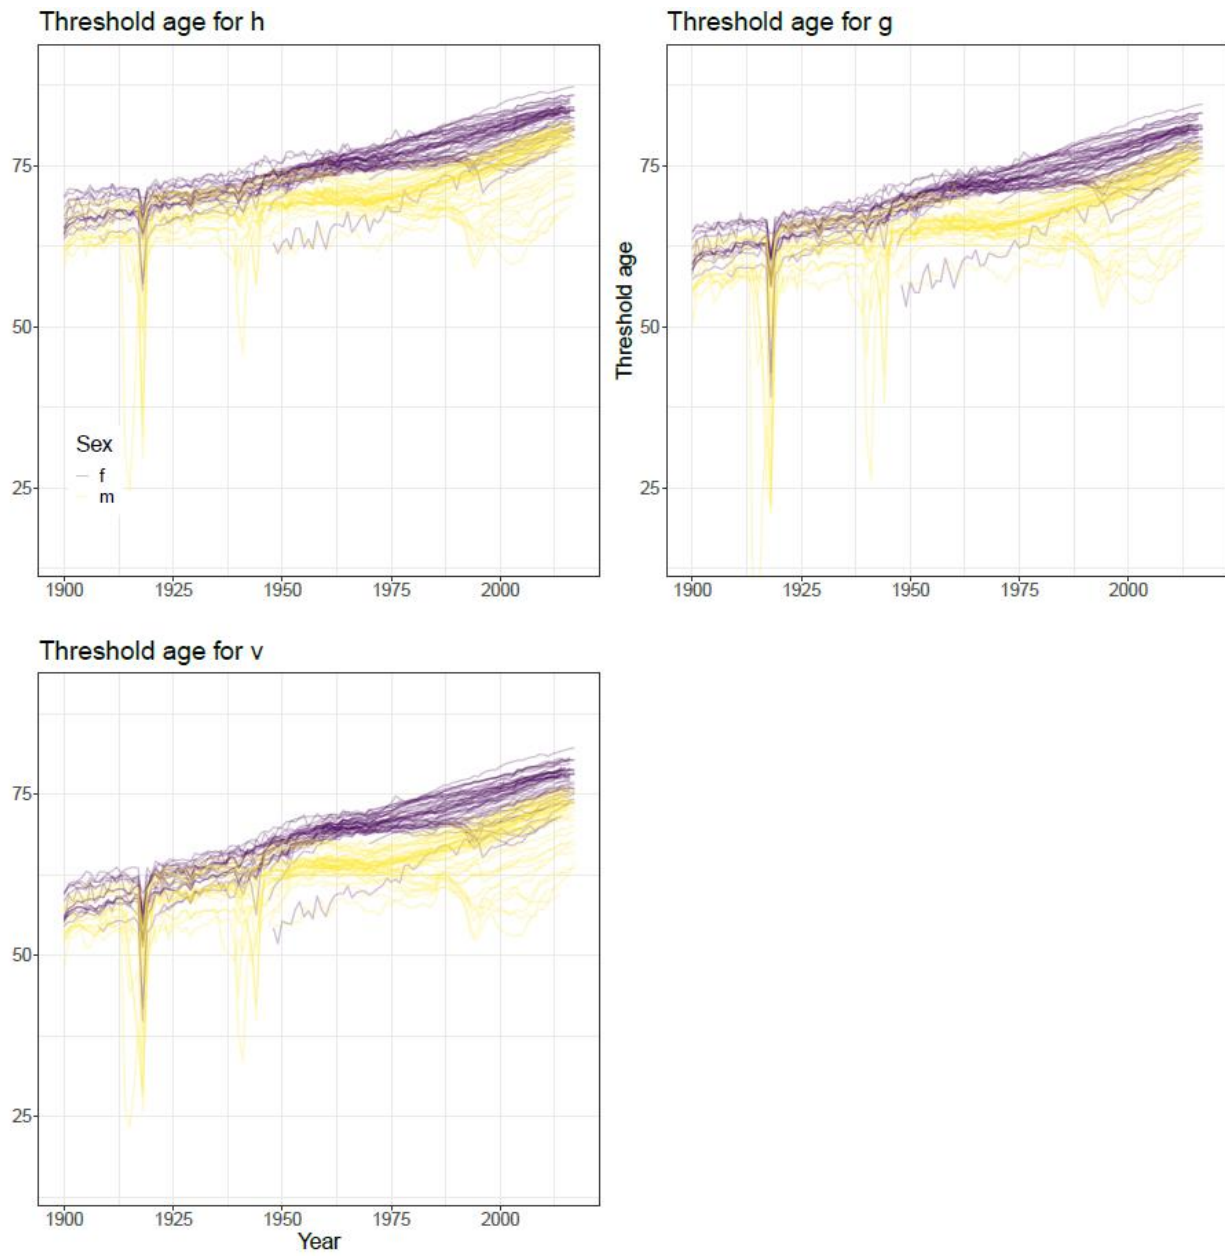 Threshold age for h
75
50
25
Sex
f
m
1900 1925 1950 1975 2000
Threshold age for g
Threshold age
75
50
25
1900 1925 1950 1975 2000
Threshold age for v
75
50
25
1900 1925 1950 1975 2000
Year